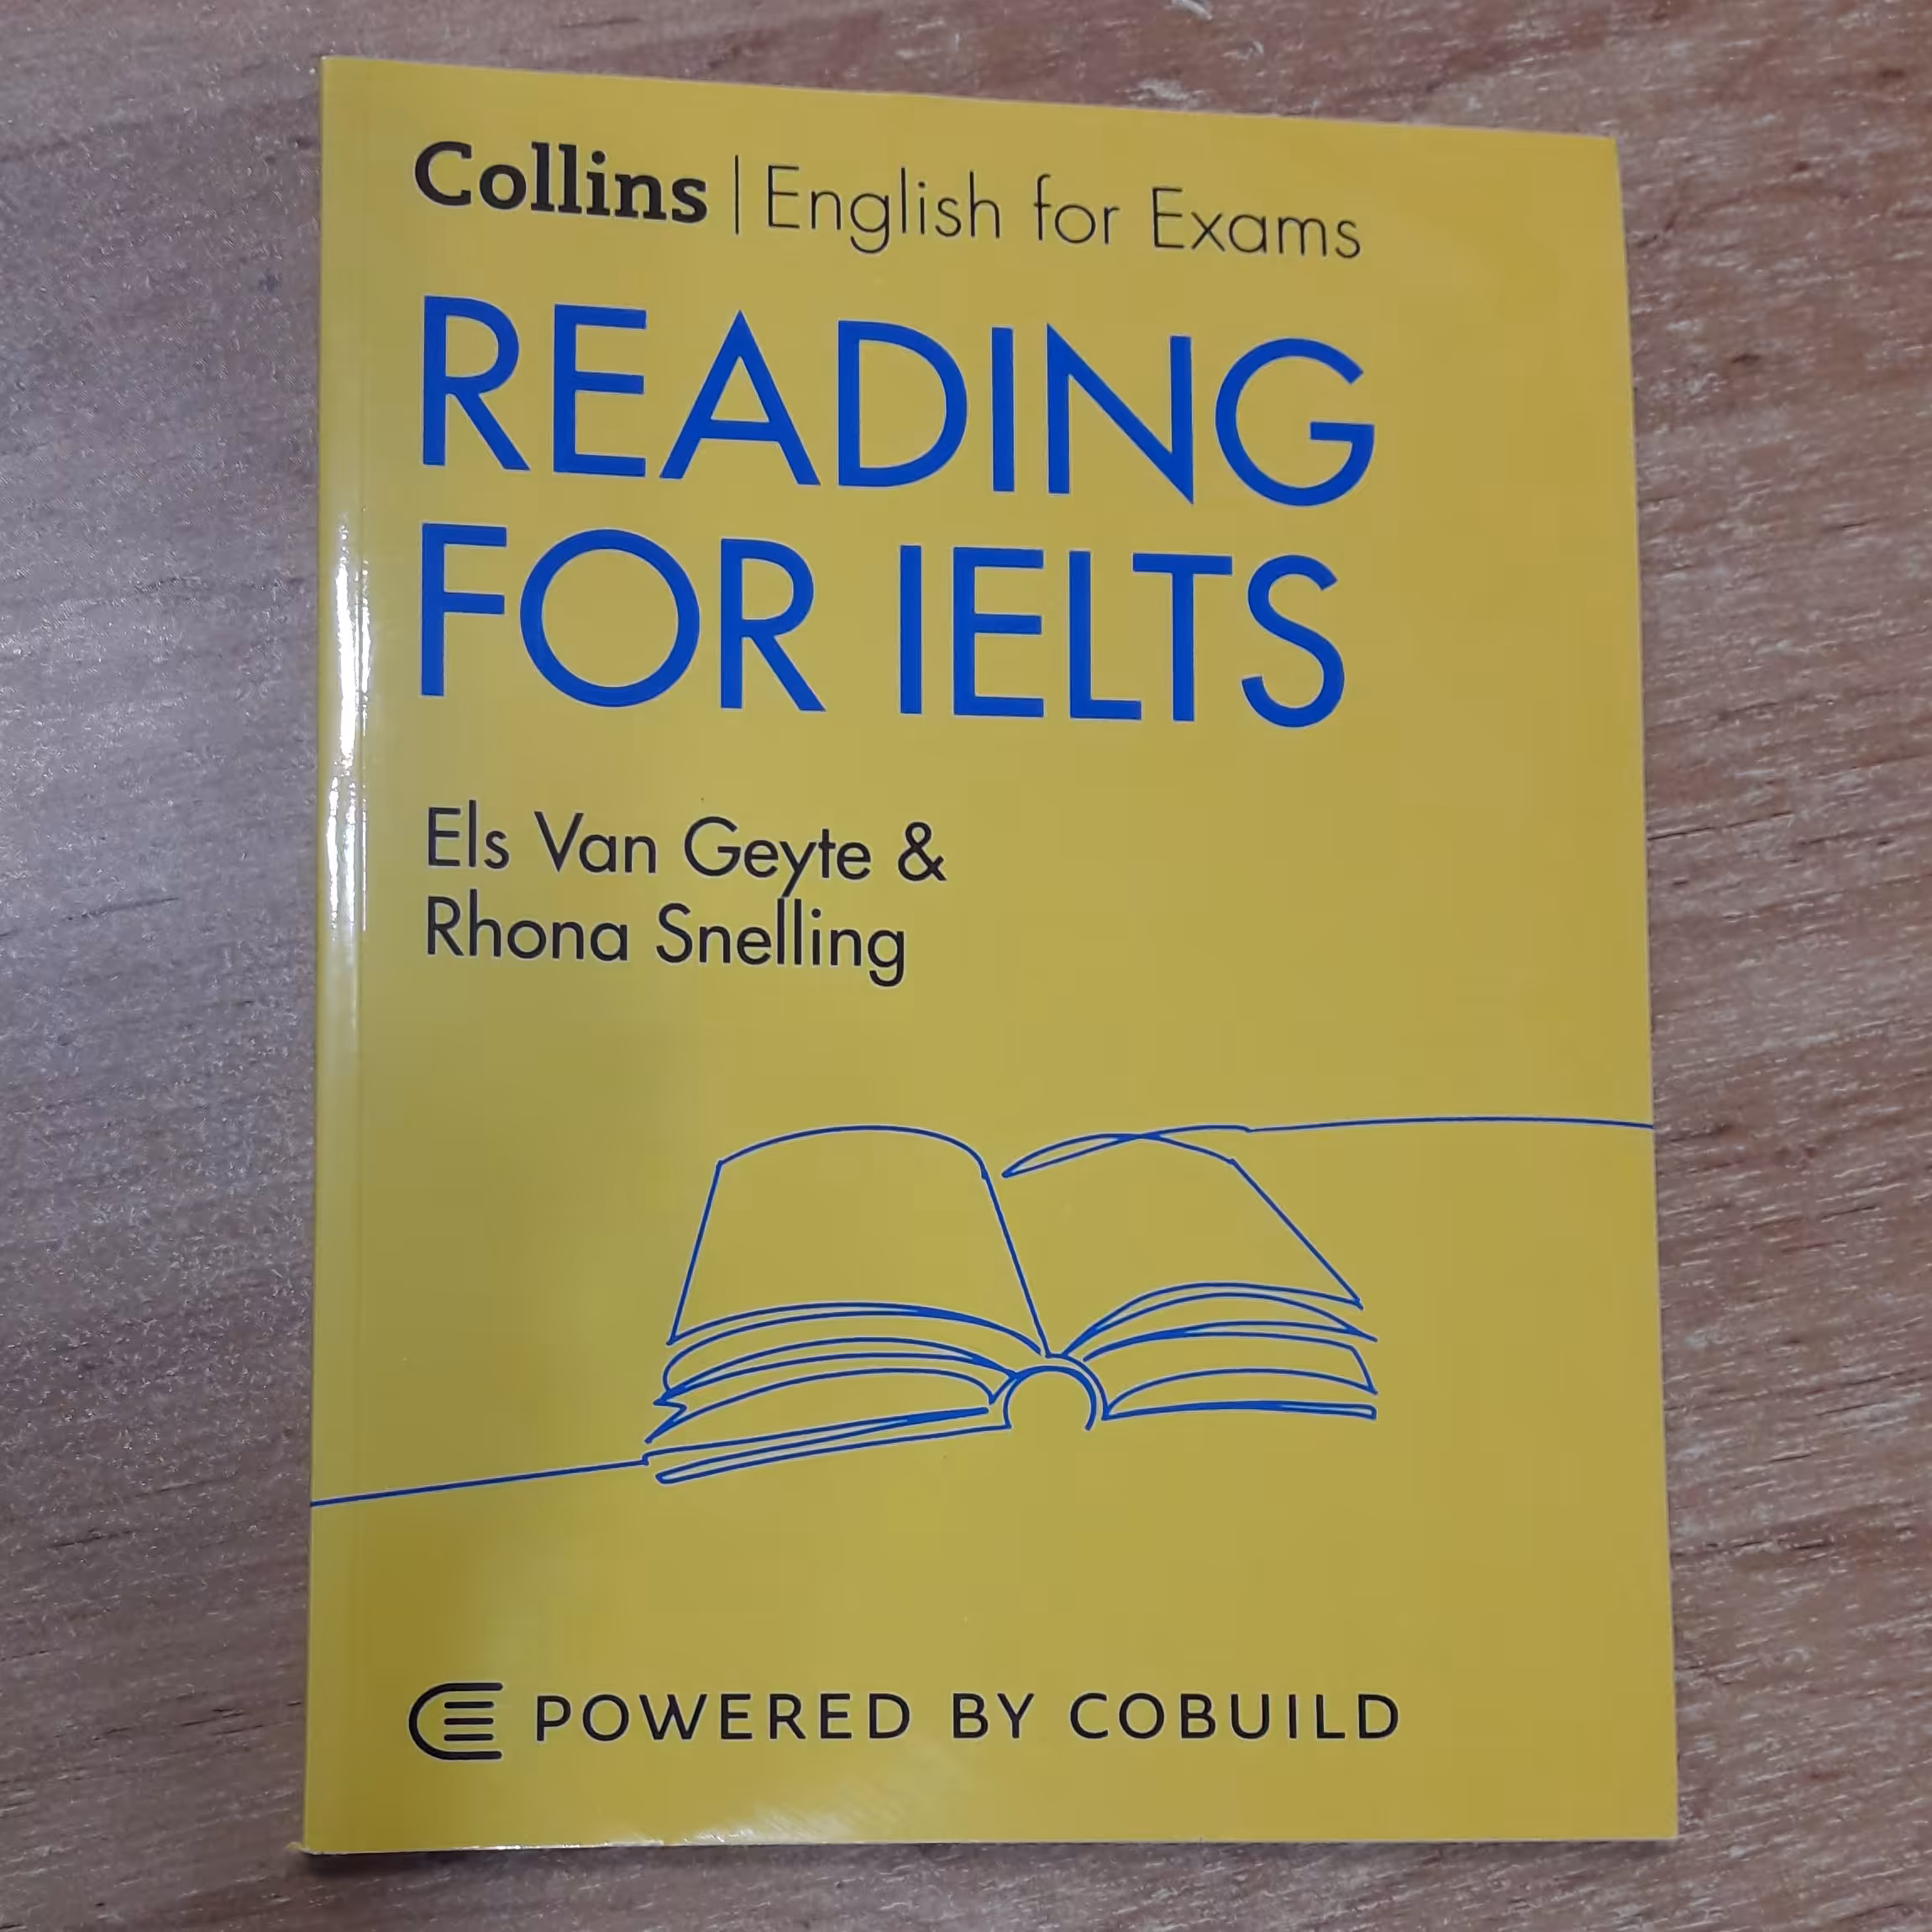 Collins | English for Exams
READING
FOR IELTS
Els Van Geyte &
Rhona Snelling
POWERED BY COBUILD